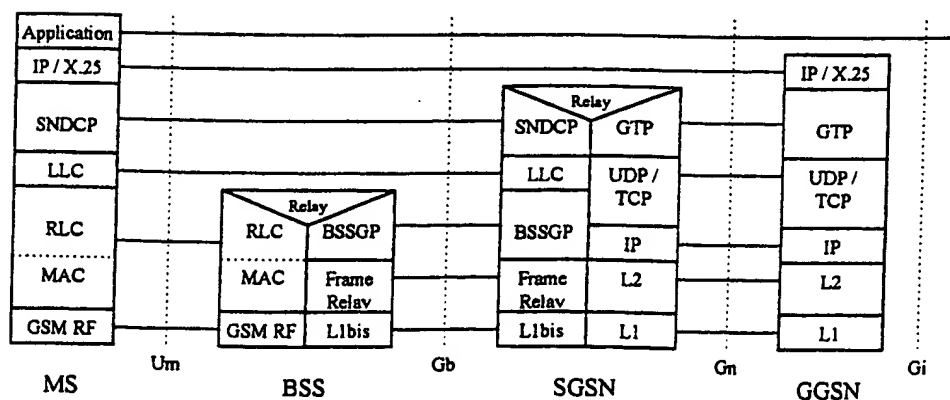 Application
IP / X.25
IP / X.25
Relay
SNDCP
SNDCP
GTP
GTP
LLC
LLC
UDP /
TCP
UDP /
TCP
Relay
RLC
RLC
BSSGP
BSSGP
IP
IP
MAC
MAC
Frame
Relay
Frame
Relay
L2
L2
GSM RF
GSM RF
L1bis
L1bis
L1
L1
Um
Gb
Gn
Gi
MS
BSS
SGSN
GGSN